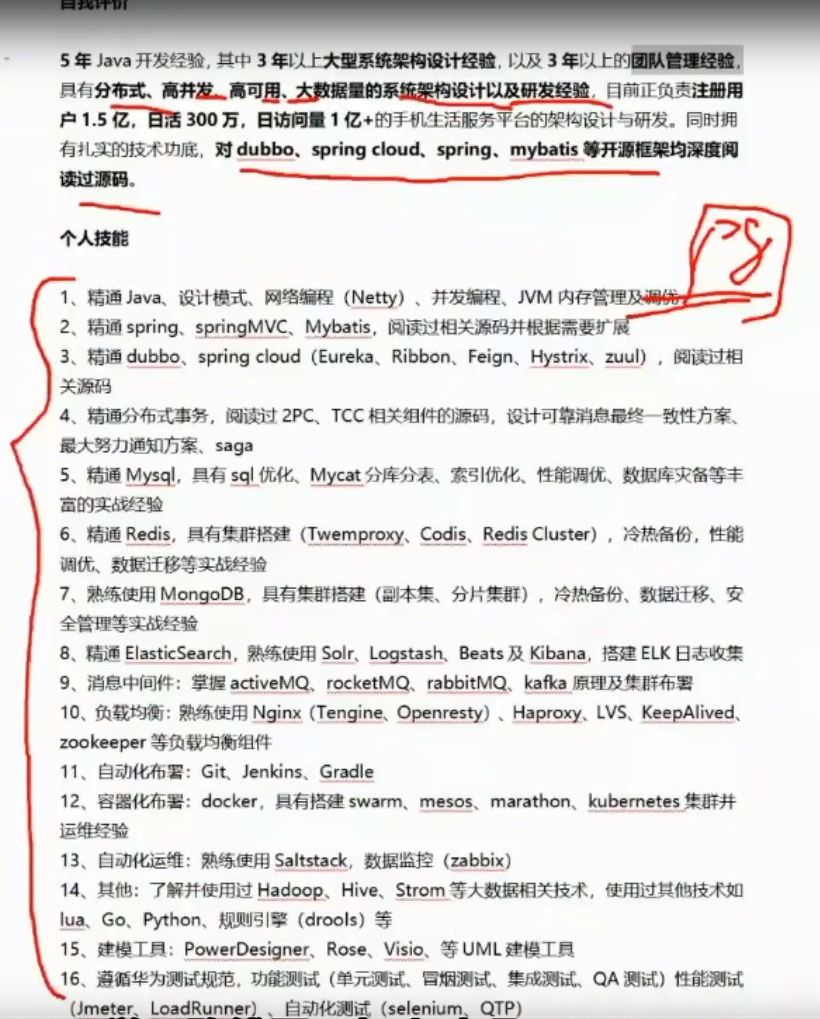 自我评价
5 年 Java 开发经验, 其中 3 年以上大型系统架构设计经验, 以及 3 年以上的团队管理经验,
具有分布式、高并发、高可用、大数据量的系统架构设计以及研发经验, 目前正负责注册用
户 1.5 亿, 日活 300 万, 日访问量 1 亿+的手机生活服务平台的架构设计与研发。同时拥
有扎实的技术功底, 对 dubbo、spring cloud、spring、mybatis 等开源框架均深度阅
读过源码。
个人技能
1、精通 Java、设计模式、网络编程（Netty）、并发编程、JVM 内存管理及调优
2、精通 spring、springMVC、Mybatis, 阅读过相关源码并根据需要扩展
3、精通 dubbo、spring cloud（Eureka、Ribbon、Feign、Hystrix、zuul）, 阅读过相
关源码
4、精通分布式事务, 阅读过 2PC、TCC 相关组件的源码, 设计可靠消息最终一致性方案、
最大努力通知方案、saga
5、精通 Mysql, 具有 sql 优化、Mycat 分库分表、索引优化、性能调优、数据库灾备等丰
富的实战经验
6、精通 Redis, 具有集群搭建（Twemproxy、Codis、Redis Cluster）, 冷热备份, 性能
调优、数据迁移等实战经验
7、熟练使用 MongoDB, 具有集群搭建（副本集、分片集群）, 冷热备份、数据迁移、安
全管理等实战经验
8、精通 ElasticSearch, 熟练使用 Solr、Logstash、Beats 及 Kibana, 搭建 ELK 日志收集
9、消息中间件：掌握 activeMQ、rocketMQ、rabbitMQ、kafka 原理及集群布署
10、负载均衡：熟练使用 Nginx（Tengine、Openresty）、Haproxy、LVS、KeepAlived、
zookeeper 等负载均衡组件
11、自动化布署：Git、Jenkins、Gradle
12、容器化布署：docker, 具有搭建 swarm、mesos、marathon、kubernetes 集群并
运维经验
13、自动化运维：熟练使用 Saltstack, 数据监控（zabbix）
14、其他：了解并使用过 Hadoop、Hive、Strom 等大数据相关技术, 使用过其他技术如
lua、Go、Python、规则引擎（drools）等
15、建模工具：PowerDesigner、Rose、Visio、等 UML 建模工具
16、遵循华为测试规范, 功能测试（单元测试、冒烟测试、集成测试、QA 测试）性能测试
（Jmeter、LoadRunner）、自动化测试（selenium、QTP）